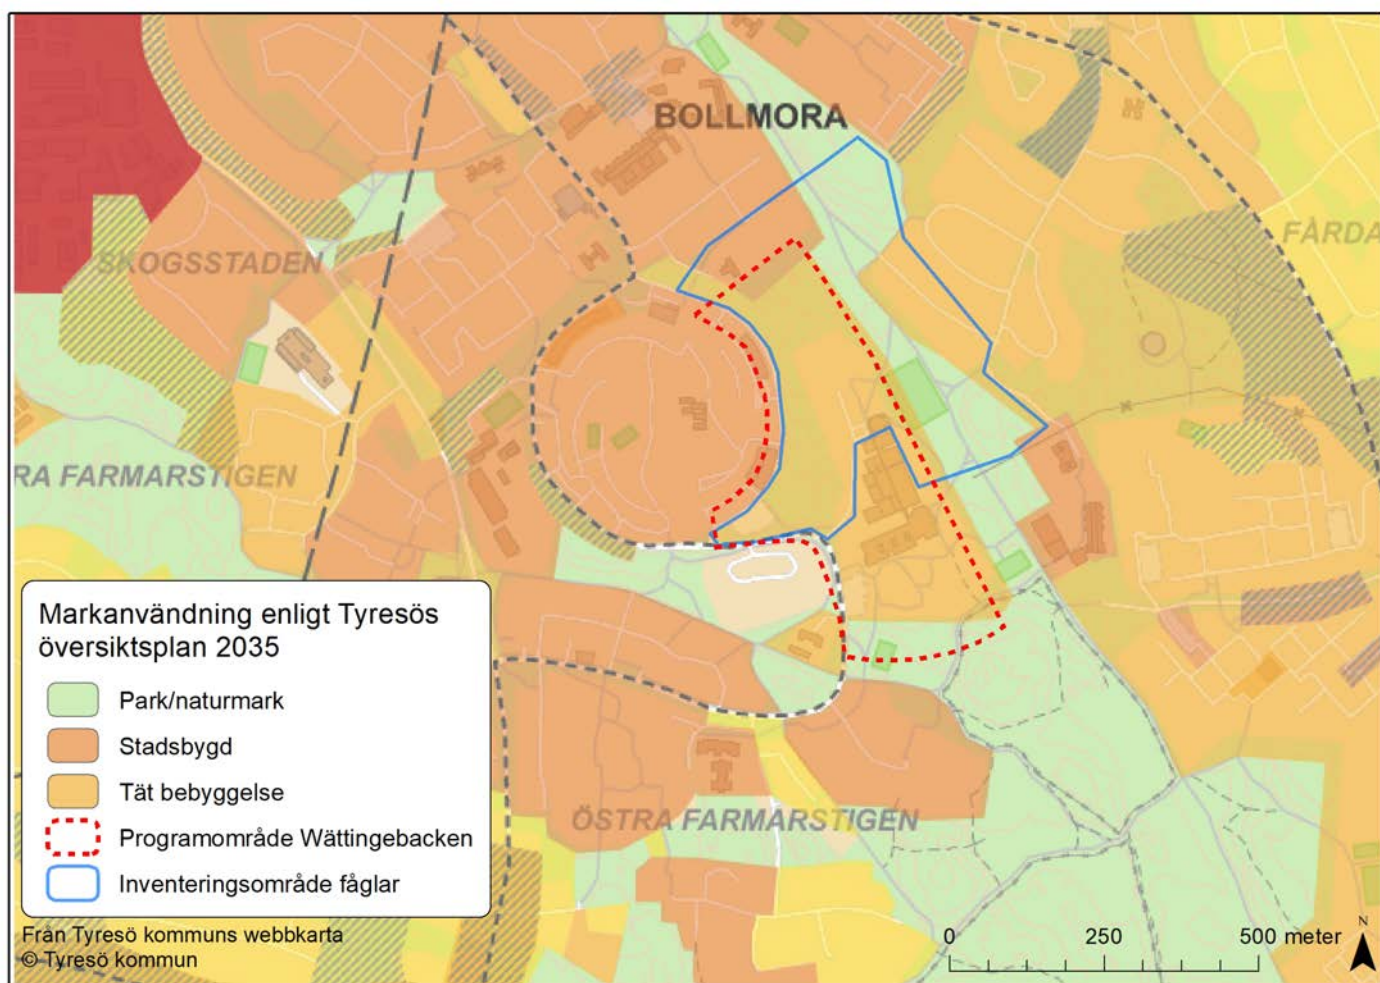 BOLLMORA
FÅRDA
SKOGSSTADEN
RA FARMARSTIGEN
Markanvändning enligt Tyresös
översiktsplan 2035
Park/naturmark
Stadsbygd
Tät bebyggelse
Programområde Wättingebacken
Inventeringsområde fåglar
ÖSTRA FARMARSTIGEN
Från Tyresö kommuns webbkarta
© Tyresö kommun
0 250 500 meter
N